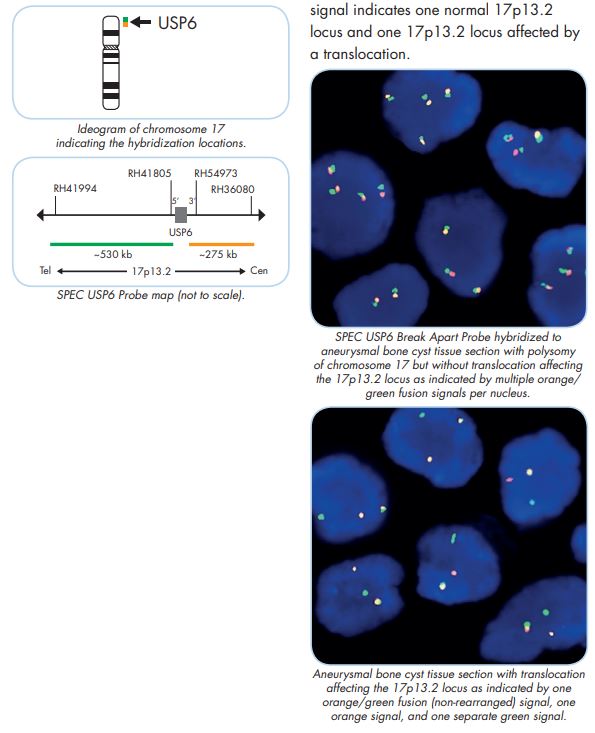 USP6
Ideogram of chromosome 17
indicating the hybridization locations.
RH41994
RH41805
RH54973
RH36080
5'
3'
USP6
~530 kb
~275 kb
Tel
17p13.2
Cen
SPEC USP6 Probe map (not to scale).
signal indicates one normal 17p13.2
locus and one 17p13.2 locus affected by
a translocation.
SPEC USP6 Break Apart Probe hybridized to
aneurysmal bone cyst tissue section with polysomy
of chromosome 17 but without translocation affecting
the 17p13.2 locus as indicated by multiple orange/
green fusion signals per nucleus.
Aneurysmal bone cyst tissue section with translocation
affecting the 17p13.2 locus as indicated by one
orange/green fusion (non-rearranged) signal, one
orange signal, and one separate green signal.